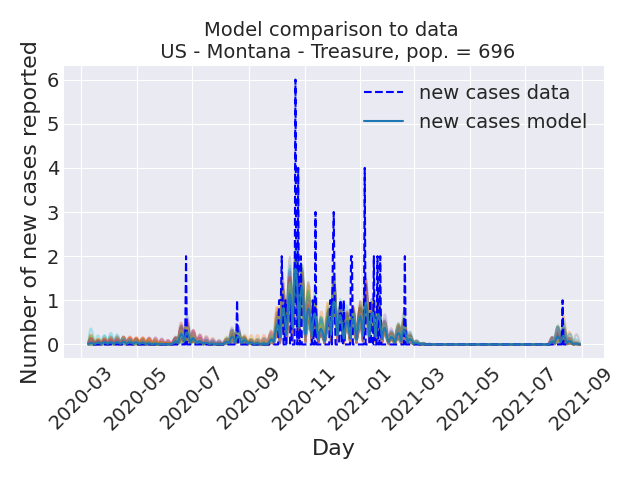 Model comparison to data
US - Montana - Treasure, pop. = 696
Number of new cases reported
6
5
4
3
2
1
0
new cases data
new cases model
2020-03
2020-05
2020-07
2020-09
2020-11
2021-01
2021-03
2021-05
2021-07
2021-09
Day